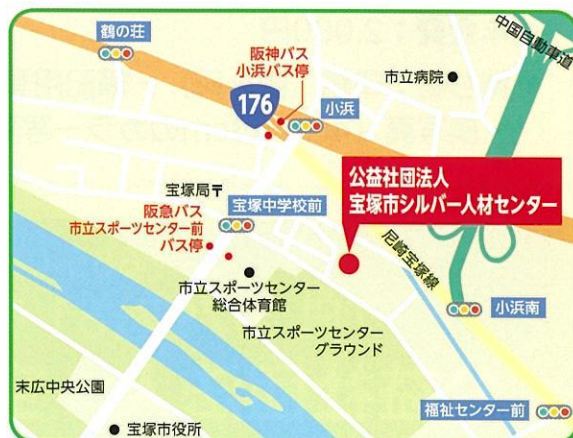 鶴の荘
中国自動車道
阪神バス
小浜バス停
市立病院
176
小浜
公益社団法人
宝塚市シルバー人材センター
宝塚局〒
宝塚中学校前
阪急バス
市立スポーツセンター前
バス停
尼崎宝塚線
市立スポーツセンター
総合体育館
小浜南
市立スポーツセンター
グラウンド
末広中央公園
福祉センター前
宝塚市役所